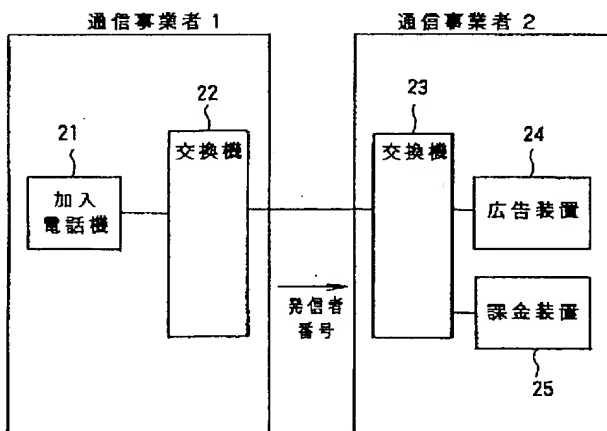 通信事業者 1
通信事業者 2
21
22
23
24
加入
電話機
交換機
交換機
広告装置
発信者
番号
課金装置
25